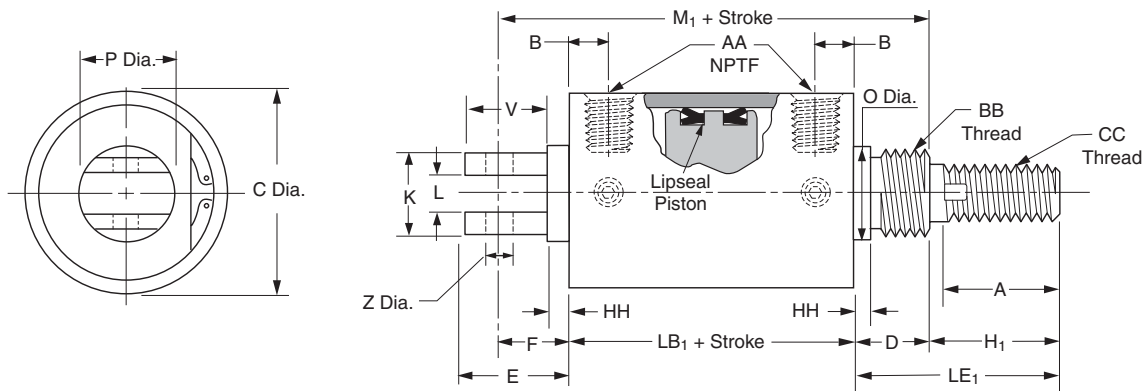 M₁ + Stroke
B
AA
NPTF
B
P Dia.
O Dia.
BB
Thread
CC
Thread
V
C Dia.
K
L
Lipseal
Piston
Z Dia.
A
HH
HH
F
LB₁ + Stroke
D
H₁
E
LE₁